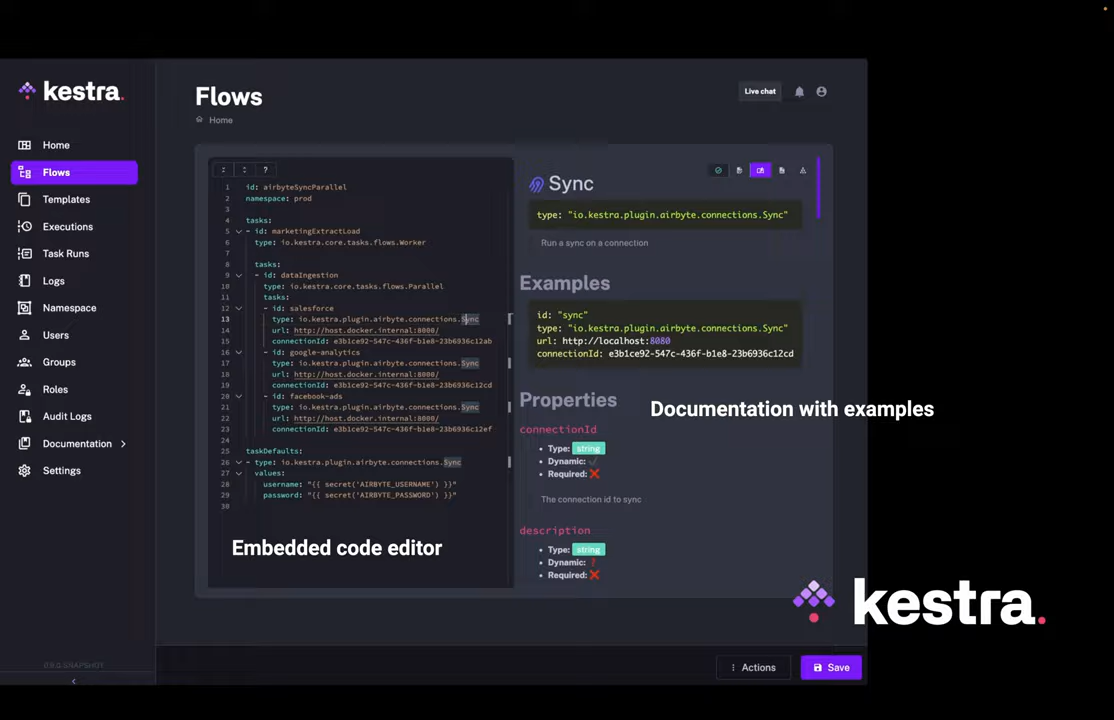 kestra.
Home
Flows
Templates
Executions
Task Runs
Logs
Namespace
Users
Groups
Roles
Audit Logs
Documentation
Settings
0.9.0.SNAPSHOT
Flows
Home
Live chat
?
1 id: airbyteSyncParallel
2 namespace: prod
3
4 tasks:
5 - id: marketingExtractLoad
6 type: io.kestra.core.tasks.flows.Worker
7
8 tasks:
9 - id: dataIngestion
10 type: io.kestra.core.tasks.flows.Parallel
11 tasks:
12 - id: salesforce
13 type: io.kestra.plugin.airbyte.connections.Sync
14 url: http://host.docker.internal:8000/
15 connectionId: e3b1ce92-547c-436f-b1e8-23b6936c12ab
16 - id: google-analytics
17 type: io.kestra.plugin.airbyte.connections.Sync
18 url: http://host.docker.internal:8000/
19 connectionId: e3b1ce92-547c-436f-b1e8-23b6936c12cd
20 - id: facebook-ads
21 type: io.kestra.plugin.airbyte.connections.Sync
22 url: http://host.docker.internal:8000/
23 connectionId: e3b1ce92-547c-436f-b1e8-23b6936c12ef
24
25 taskDefaults:
26 - type: io.kestra.plugin.airbyte.connections.Sync
27 values:
28 username: "{{ secret('AIRBYTE_USERNAME') }}"
29 password: "{{ secret('AIRBYTE_PASSWORD') }}"
30
Embedded code editor
Sync
type: "io.kestra.plugin.airbyte.connections.Sync"
Run a sync on a connection
Examples
id: "sync"
type: "io.kestra.plugin.airbyte.connections.Sync"
url: http://localhost:8080
connectionId: e3b1ce92-547c-436f-b1e8-23b6936c12cd
Properties
Documentation with examples
connectionId
Type: string
Dynamic: ✓
Required: ❌
The connection id to sync
description
Type: string
Dynamic: ❓
Required: ❌
kestra.
Actions
Save